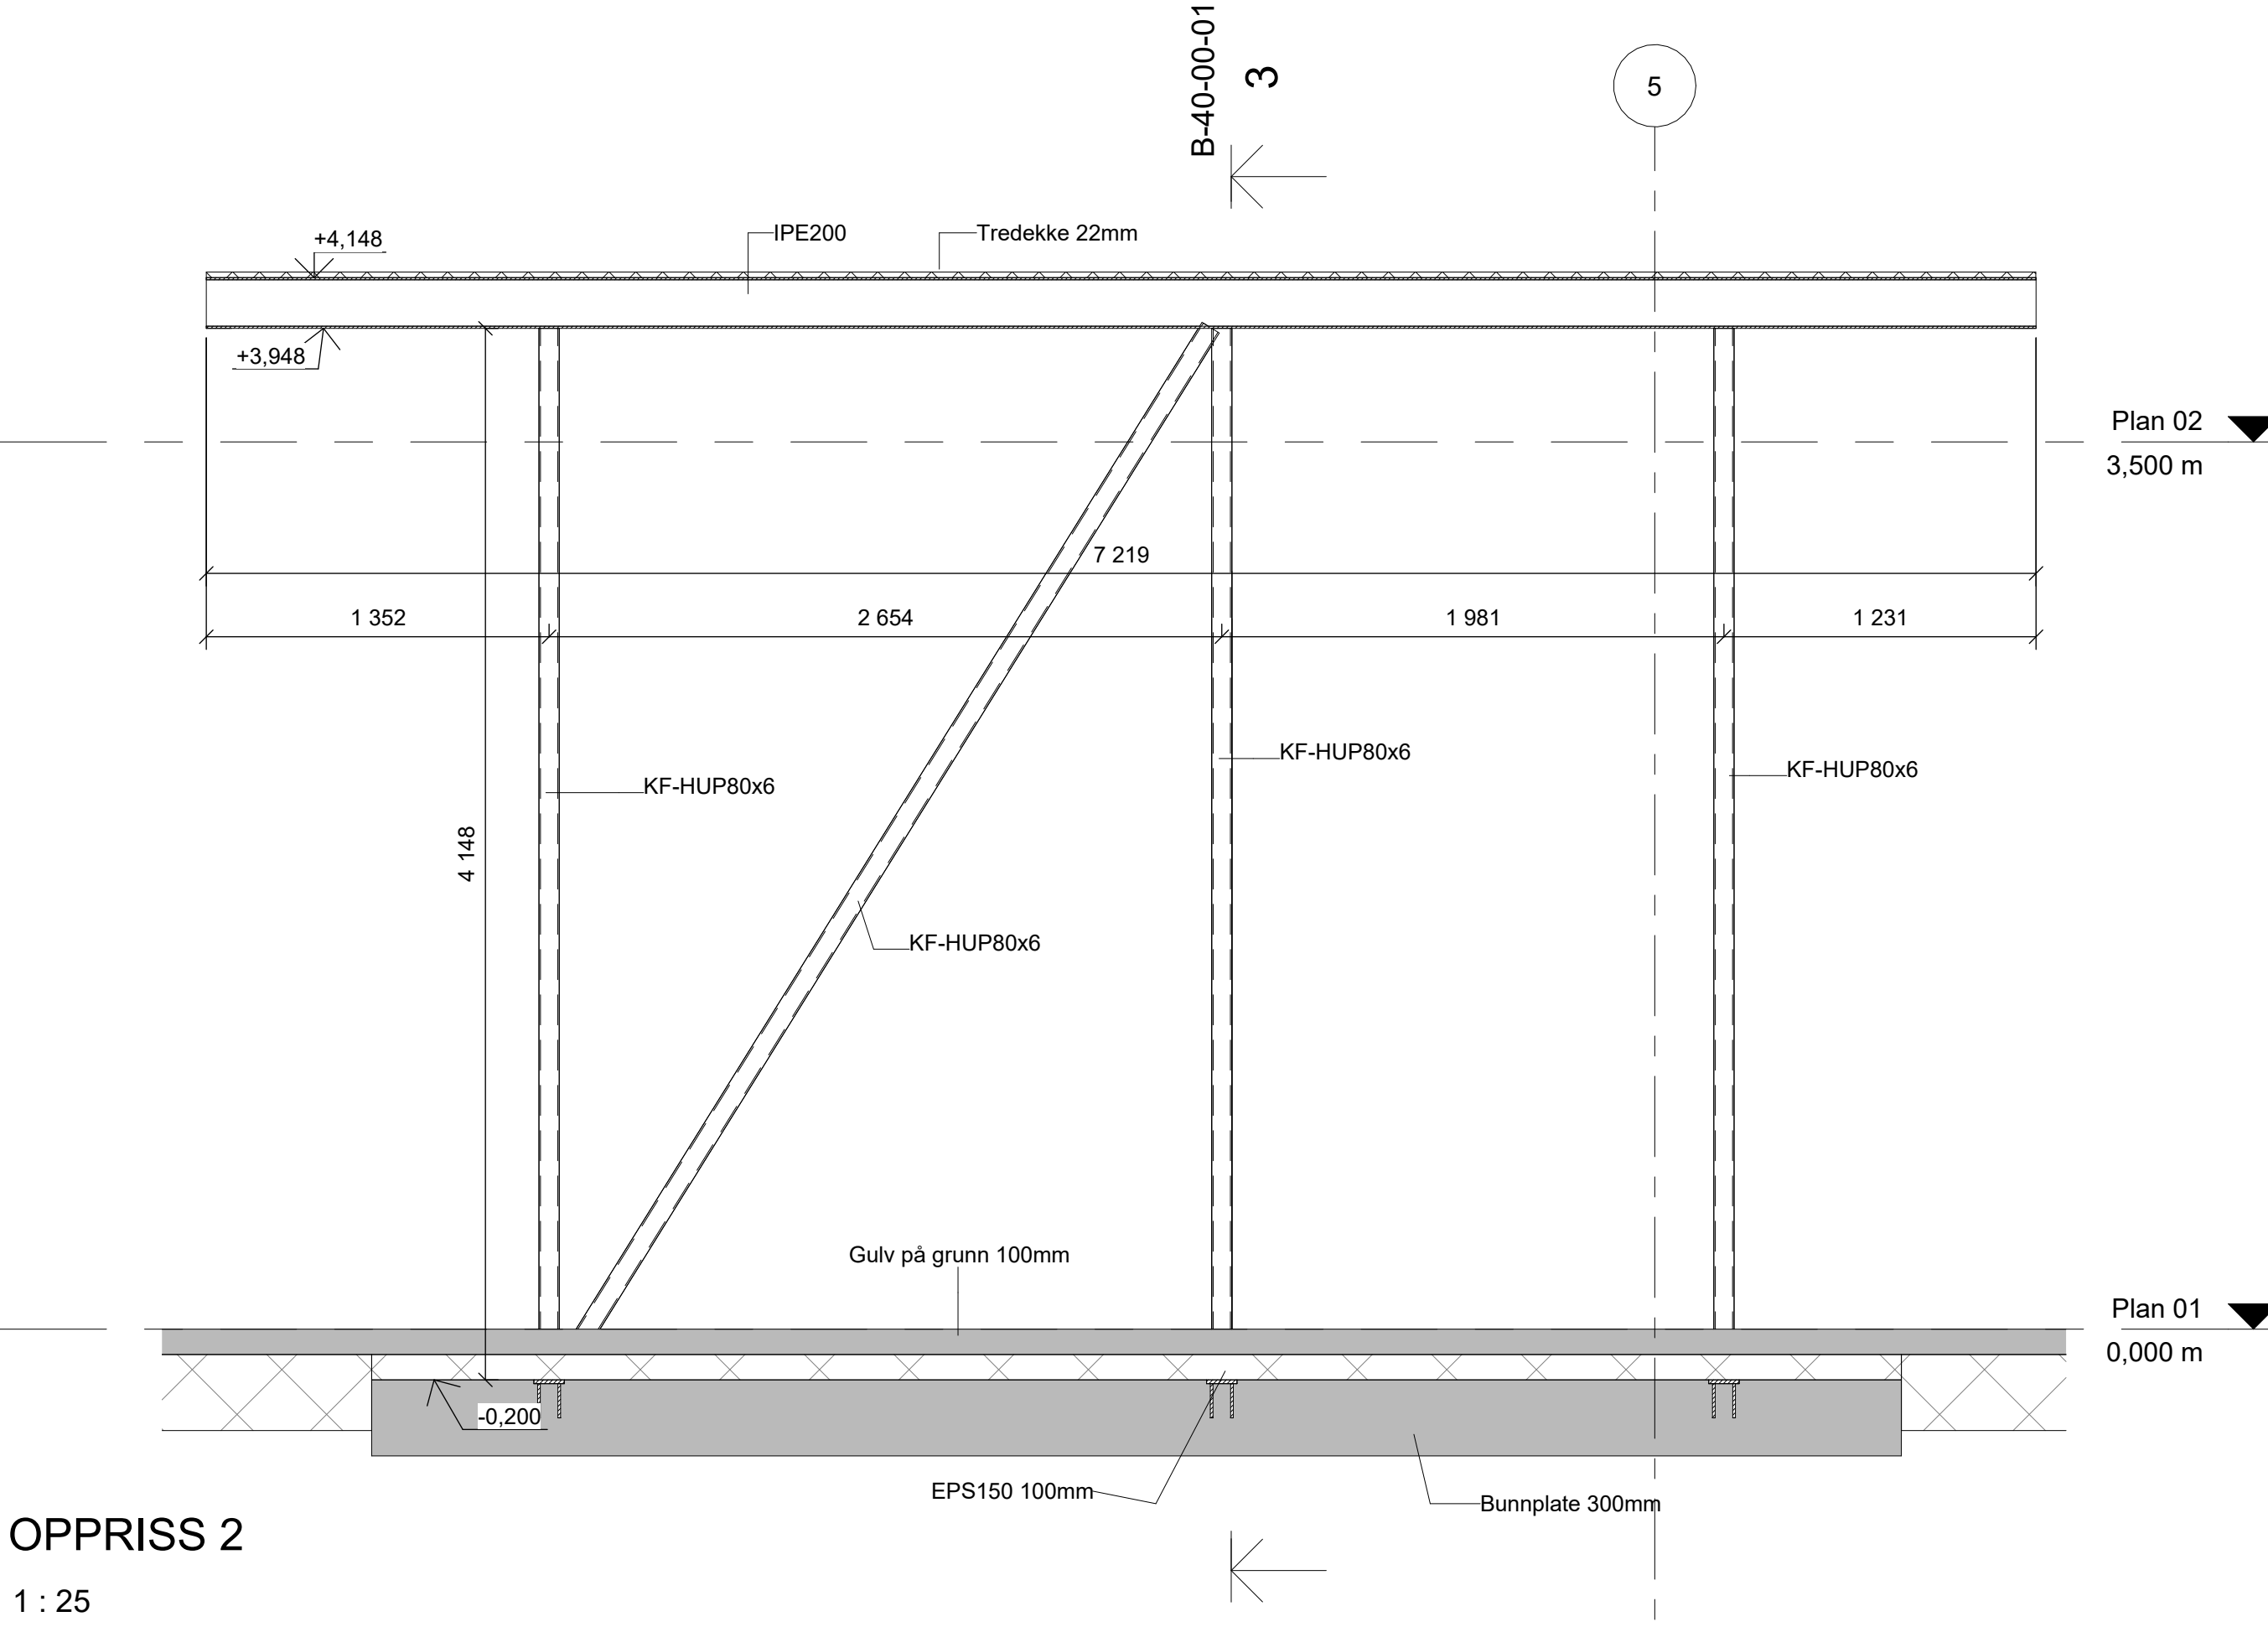 B-40-00-01
3
5
+4,148
IPE200
Tredekke 22mm
+3,948
Plan 02
3,500 m
7 219
1 352
2 654
1 981
1 231
KF-HUP80x6
KF-HUP80x6
KF-HUP80x6
4 148
KF-HUP80x6
Gulv på grunn 100mm
Plan 01
0,000 m
-0,200
EPS150 100mm
Bunnplate 300mm
OPPRISS 2
1 : 25